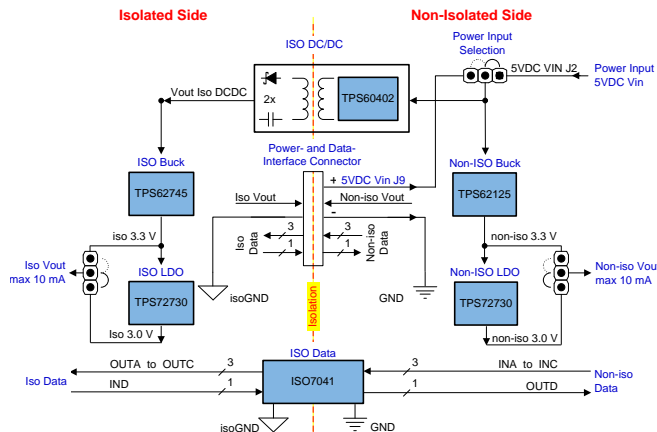 Isolated Side
Non-Isolated Side
ISO DC/DC
Power Input
Selection
5VDC VIN J2
Power Input
5VDC Vin
Vout Iso DCDC
2x
TPS60402
Power- and Data-
Interface Connector
ISO Buck
Non-ISO Buck
+ 5VDC Vin J9
TPS62745
TPS62125
Iso Vout
Non-iso Vout
-
3
3
1
1
Iso
Data
Non-iso
Data
iso 3.3 V
non-iso 3.3 V
Iso Vout
max 10 mA
ISO LDO
Non-ISO LDO
Non-iso Vou
max 10 mA
TPS72730
TPS72730
isoGND
GND
Isolation
Iso 3.0 V
non-iso 3.0 V
ISO Data
OUTA to OUTC
3
ISO7041
3
INA to INC
Iso Data
IND
1
1
OUTD
Non-iso
Data
isoGND
GND